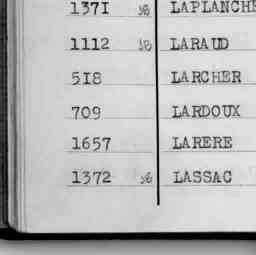 1371 LAPLANCHE
1112 LARAUD
518 LARCHER
709 LARDOUX
1657 LARERE
1372 LASSAC